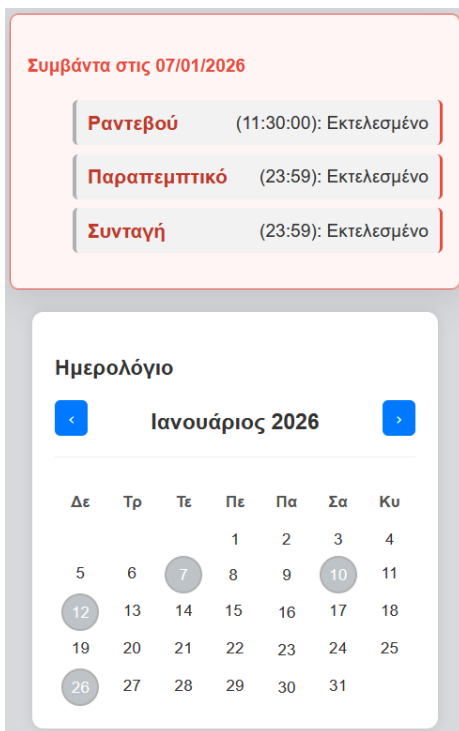 Συμβάντα στις 07/01/2026
Ραντεβού (11:30:00): Εκτελεσμένο
Παραπεμπτικό (23:59): Εκτελεσμένο
Συνταγή (23:59): Εκτελεσμένο
Ημερολόγιο
‹ Ιανουάριος 2026 ›
Δε Τρ Τε Πε Πα Σα Κυ
1 2 3 4
5 6 7 8 9 10 11
12 13 14 15 16 17 18
19 20 21 22 23 24 25
26 27 28 29 30 31